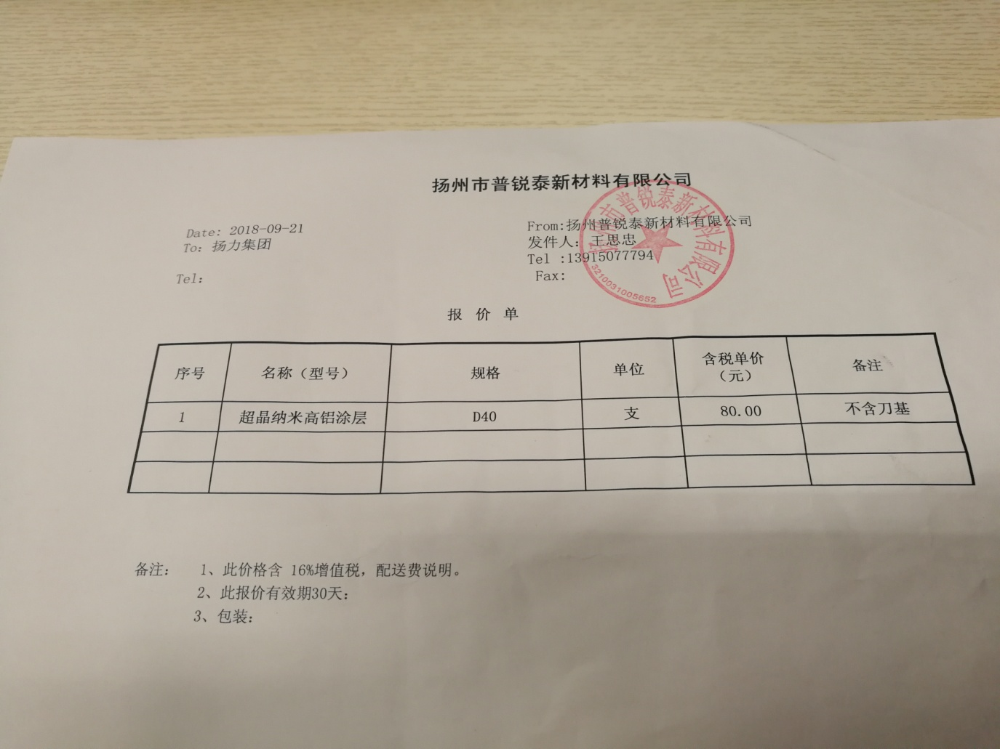 扬州市普锐泰新材料有限公司
Date: 2018-09-21
To: 扬力集团
Tel:
From:扬州普锐泰新材料有限公司
发件人: 王思忠
Tel :13915077794
Fax:
扬州市普锐泰新材料有限公司
3210031005652
报 价 单
序号 名称（型号） 规格 单位 含税单价（元） 备注
1 超晶纳米高铝涂层 D40 支 80.00 不含刀基
备注: 1、此价格含 16%增值税，配送费说明。
2、此报价有效期30天:
3、包装: